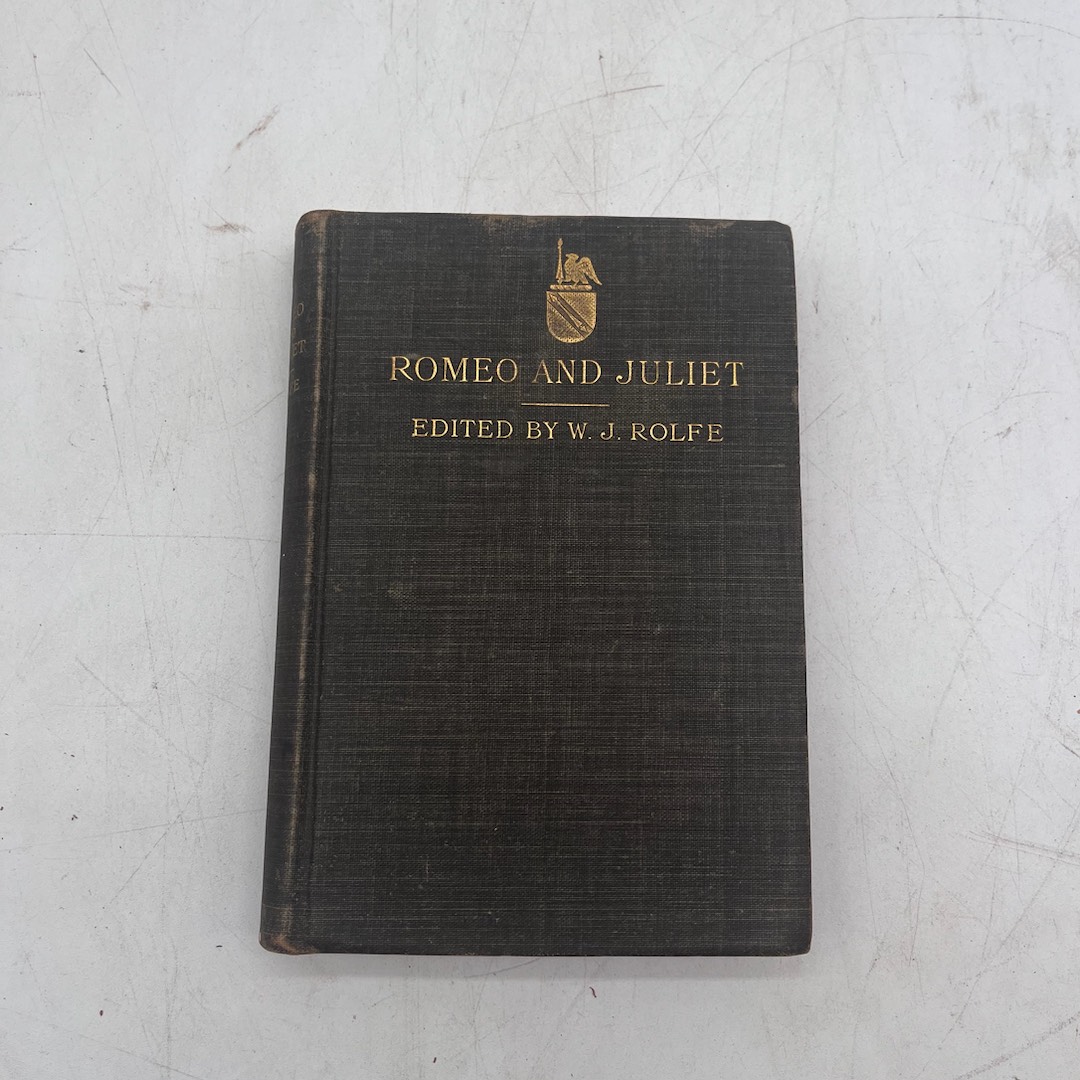 ROMEO AND JULIET
EDITED BY W. J. ROLFE